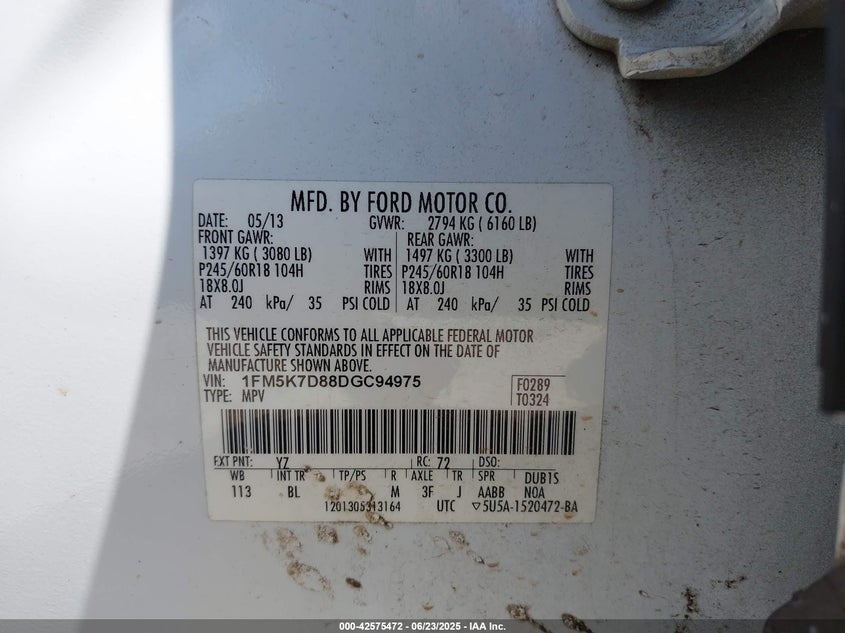 MFD. BY FORD MOTOR CO.
DATE: 05/13 GVWR: 2794 KG ( 6160 LB)
FRONT GAWR: REAR GAWR:
1397 KG ( 3080 LB) WITH 1497 KG ( 3300 LB) WITH
P245/60R18 104H TIRES P245/60R18 104H TIRES
18X8.0J RIMS 18X8.0J RIMS
AT 240 kPa/ 35 PSI COLD AT 240 kPa/ 35 PSI COLD
THIS VEHICLE CONFORMS TO ALL APPLICABLE FEDERAL MOTOR
VEHICLE SAFETY STANDARDS IN EFFECT ON THE DATE OF
MANUFACTURE SHOWN ABOVE.
VIN: 1FM5K7D88DGC94975 F0289
TYPE: MPV T0324
EXT PNT: YZ RC: 72 DSO:
WB INT TR TP/PS R AXLE TR SPR DUB1S
113 BL M 3F J AABB N0A
1201305313164 UTC ▽5U5A-1520472-BA
000-42575472 - 06/23/2025 - IAA Inc.